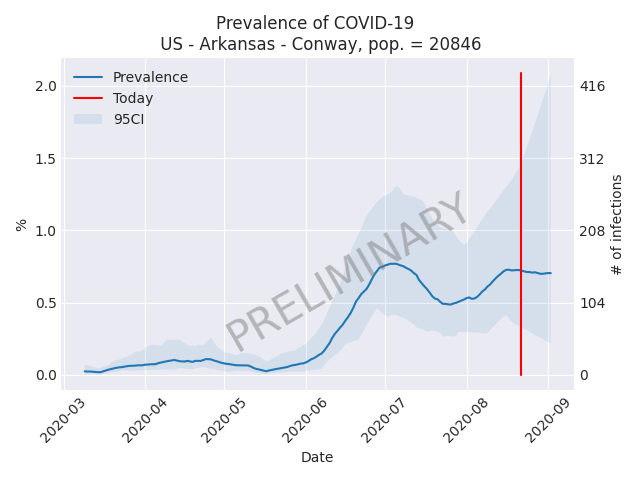 Prevalence of COVID-19
US - Arkansas - Conway, pop. = 20846
Prevalence
Today
95CI
PRELIMINARY
%
2.0
1.5
1.0
0.5
0.0
416
312
208
104
0
# of infections
2020-03
2020-04
2020-05
2020-06
2020-07
2020-08
2020-09
Date